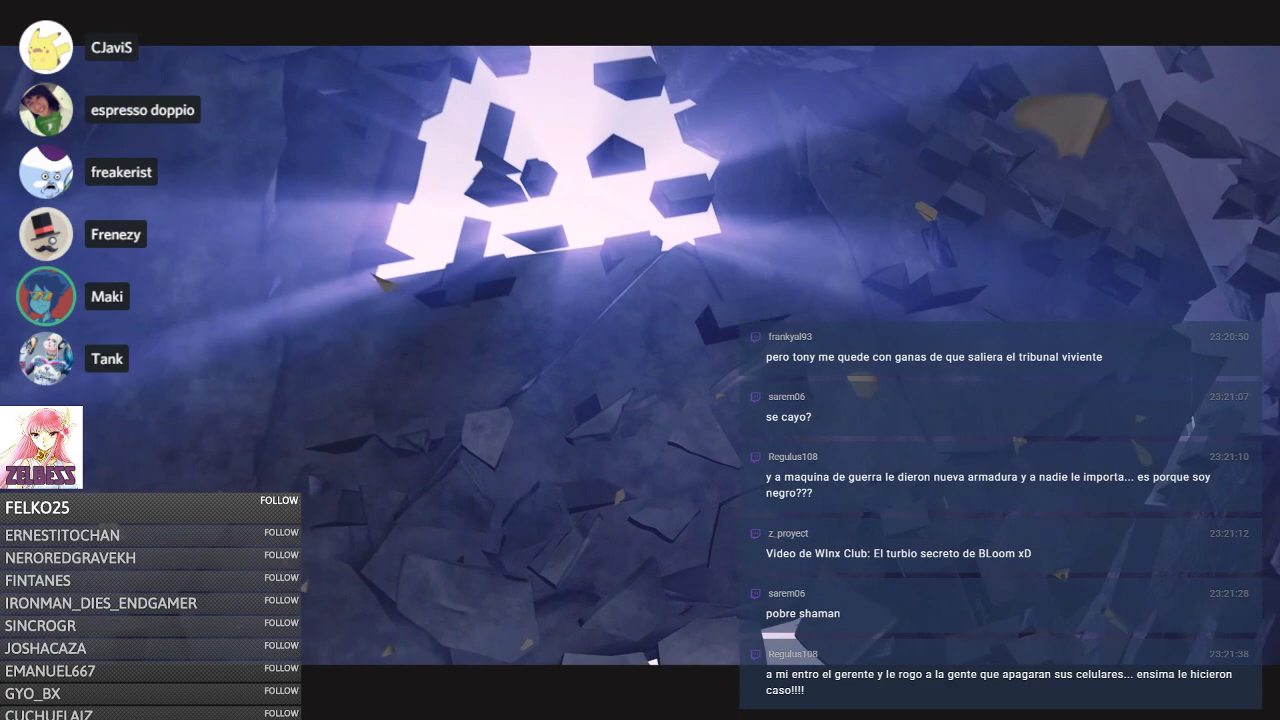 CJaviS
espresso doppio
freakerist
Frenezy
Maki
Tank
ZELBESS
FELKO25 FOLLOW
ERNESTITOCHAN FOLLOW
NEROREDGRAVEKH FOLLOW
FINTANES FOLLOW
IRONMAN_DIES_ENDGAMER FOLLOW
SINCROGR FOLLOW
JOSHACAZA FOLLOW
EMANUEL667 FOLLOW
GYO_BX FOLLOW
FOLLOW
frankyal93 23:20:50
pero tony me quede con ganas de que saliera el tribunal viviente
sarem06 23:21:07
se cayo?
Regulus108 23:21:10
y a maquina de guerra le dieron nueva armadura y a nadie le importa... es porque soy
negro???
z_proyect 23:21:12
Video de WInx Club: El turbio secreto de BLoom xD
sarem06 23:21:28
pobre shaman
Regulus108 23:21:38
a mi entro el gerente y le rogo a la gente que apagaran sus celulares... ensima le hicieron
caso!!!!